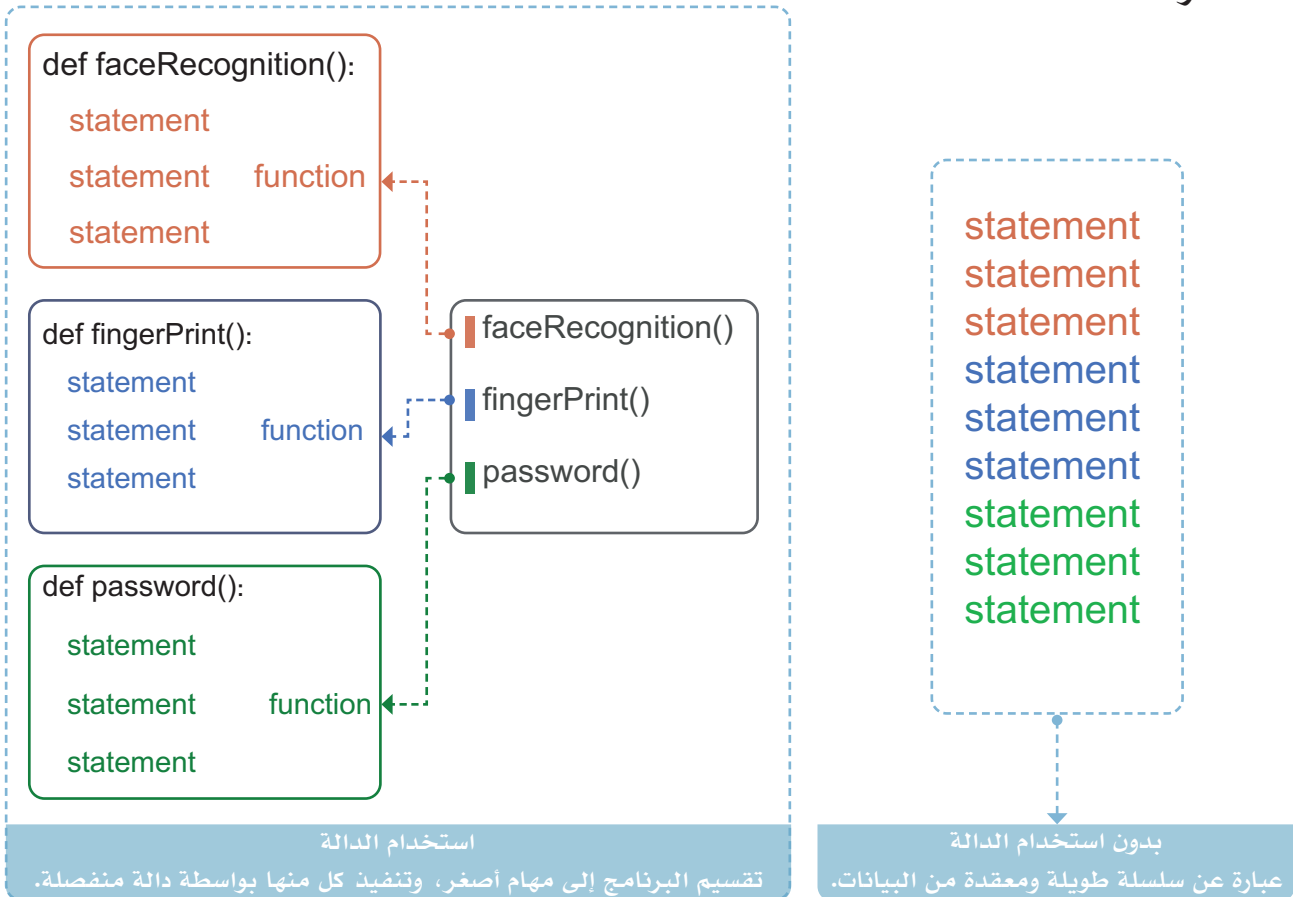 def faceRecognition():
statement
statement function
statement
def fingerPrint():
statement
statement function
statement
def password():
statement
statement function
statement
faceRecognition()
fingerPrint()
password()
استخدام الدالة
تقسيم البرنامج إلى مهام أصغر، وتنفيذ كل منها بواسطة دالة منفصلة.
statement
statement
statement
statement
statement
statement
statement
statement
statement
بدون استخدام الدالة
عبارة عن سلسلة طويلة ومعقدة من البيانات.